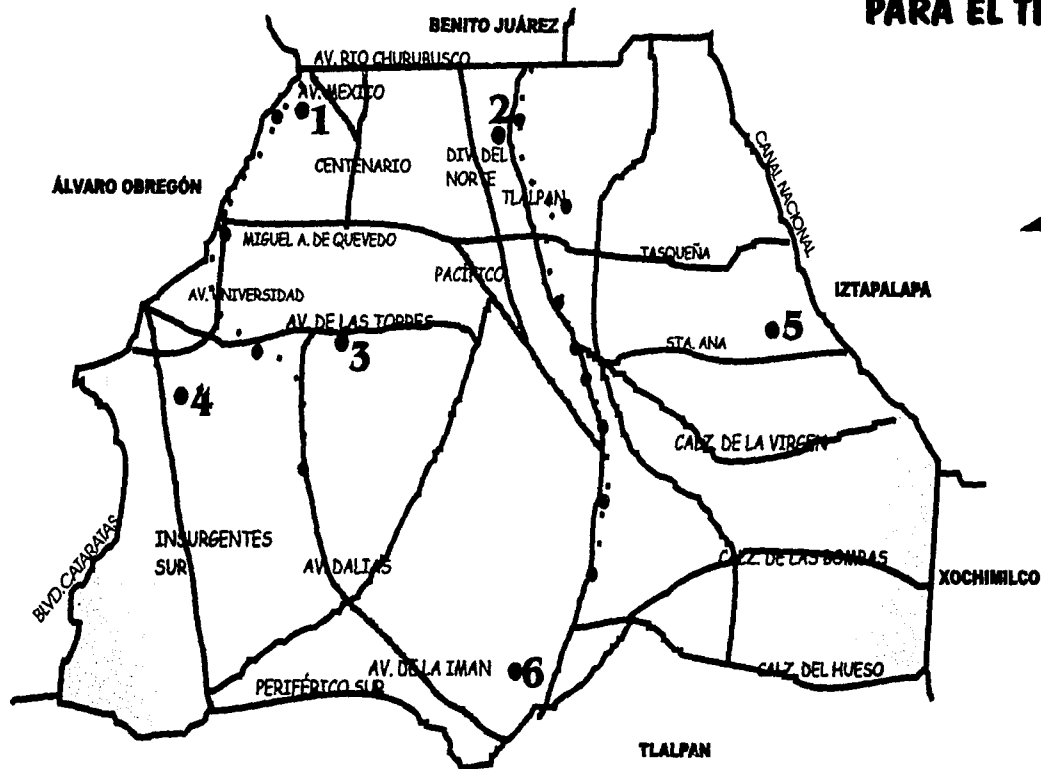 PARA EL TI
BENITO JUÁREZ
AV. RIO CHURUBUSCO
AV. MEXICO
1
2
CENTENARIO
DIV. DEL
NORTE
TLALPAN
CANAL NACIONAL
ÁLVARO OBREGÓN
MIGUEL A. DE QUEVEDO
TASQUEÑA
PACÍFICO
IZTAPALAPA
AV. UNIVERSIDAD
AV. DE LAS TORRES
3
STA. ANA
5
4
CALZ. DE LA VIRGEN
INSURGENTES
SUR
BLVD. CATARATAS
AV. DALIAS
CALZ. DE LAS BOMBAS
XOCHIMILCO
AV. DE LA IMAN
6
CALZ. DEL HUESO
PERIFÉRICO SUR
TLALPAN